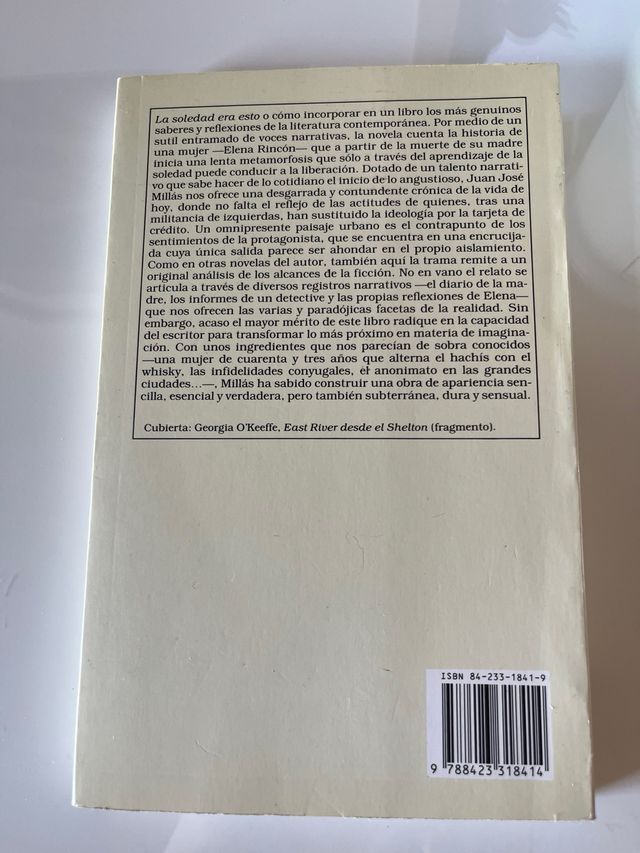 La soledad era esto o cómo incorporar en un libro los más genuinos
saberes y reflexiones de la literatura contemporánea. Por medio de un
sutil entramado de voces narrativas, la novela cuenta la historia de
una mujer —Elena Rincón— que a partir de la muerte de su madre
inicia una lenta metamorfosis que sólo a través del aprendizaje de la
soledad puede conducir a la liberación. Dotado de un talento narrati-
vo que sabe hacer de lo cotidiano el inicio de lo angustioso, Juan José
Millás nos ofrece una desgarrada y contundente crónica de la vida de
hoy, donde no falta el reflejo de las actitudes de quienes, tras una
militancia de izquierdas, han sustituido la ideología por la tarjeta de
crédito. Un omnipresente paisaje urbano es el contrapunto de los
sentimientos de la protagonista, que se encuentra en una encrucija-
da cuya única salida parece ser ahondar en el propio aislamiento.
Como en otras novelas del autor, también aquí la trama remite a un
original análisis de los alcances de la ficción. No en vano el relato se
articula a través de diversos registros narrativos —el diario de la ma-
dre, los informes de un detective y las propias reflexiones de Elena—
que nos ofrecen las varias y paradójicas facetas de la realidad. Sin
embargo, acaso el mayor mérito de este libro radique en la capacidad
del escritor para transformar lo más próximo en materia de imagina-
ción. Con unos ingredientes que nos parecían de sobra conocidos
—una mujer de cuarenta y tres años que alterna el hachís con el
whisky, las infidelidades conyugales, el anonimato en las grandes
ciudades...—, Millás ha sabido construir una obra de apariencia sen-
cilla, esencial y verdadera, pero también subterránea, dura y sensual.
Cubierta: Georgia O'Keeffe, East River desde el Shelton (fragmento).
ISBN 84-233-1841-9
9 788423 318414